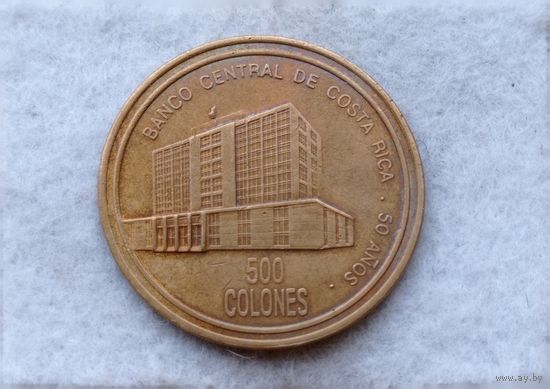 BANCO CENTRAL DE COSTA RICA · 50 AÑOS ·
500
COLONES
www.ay.by